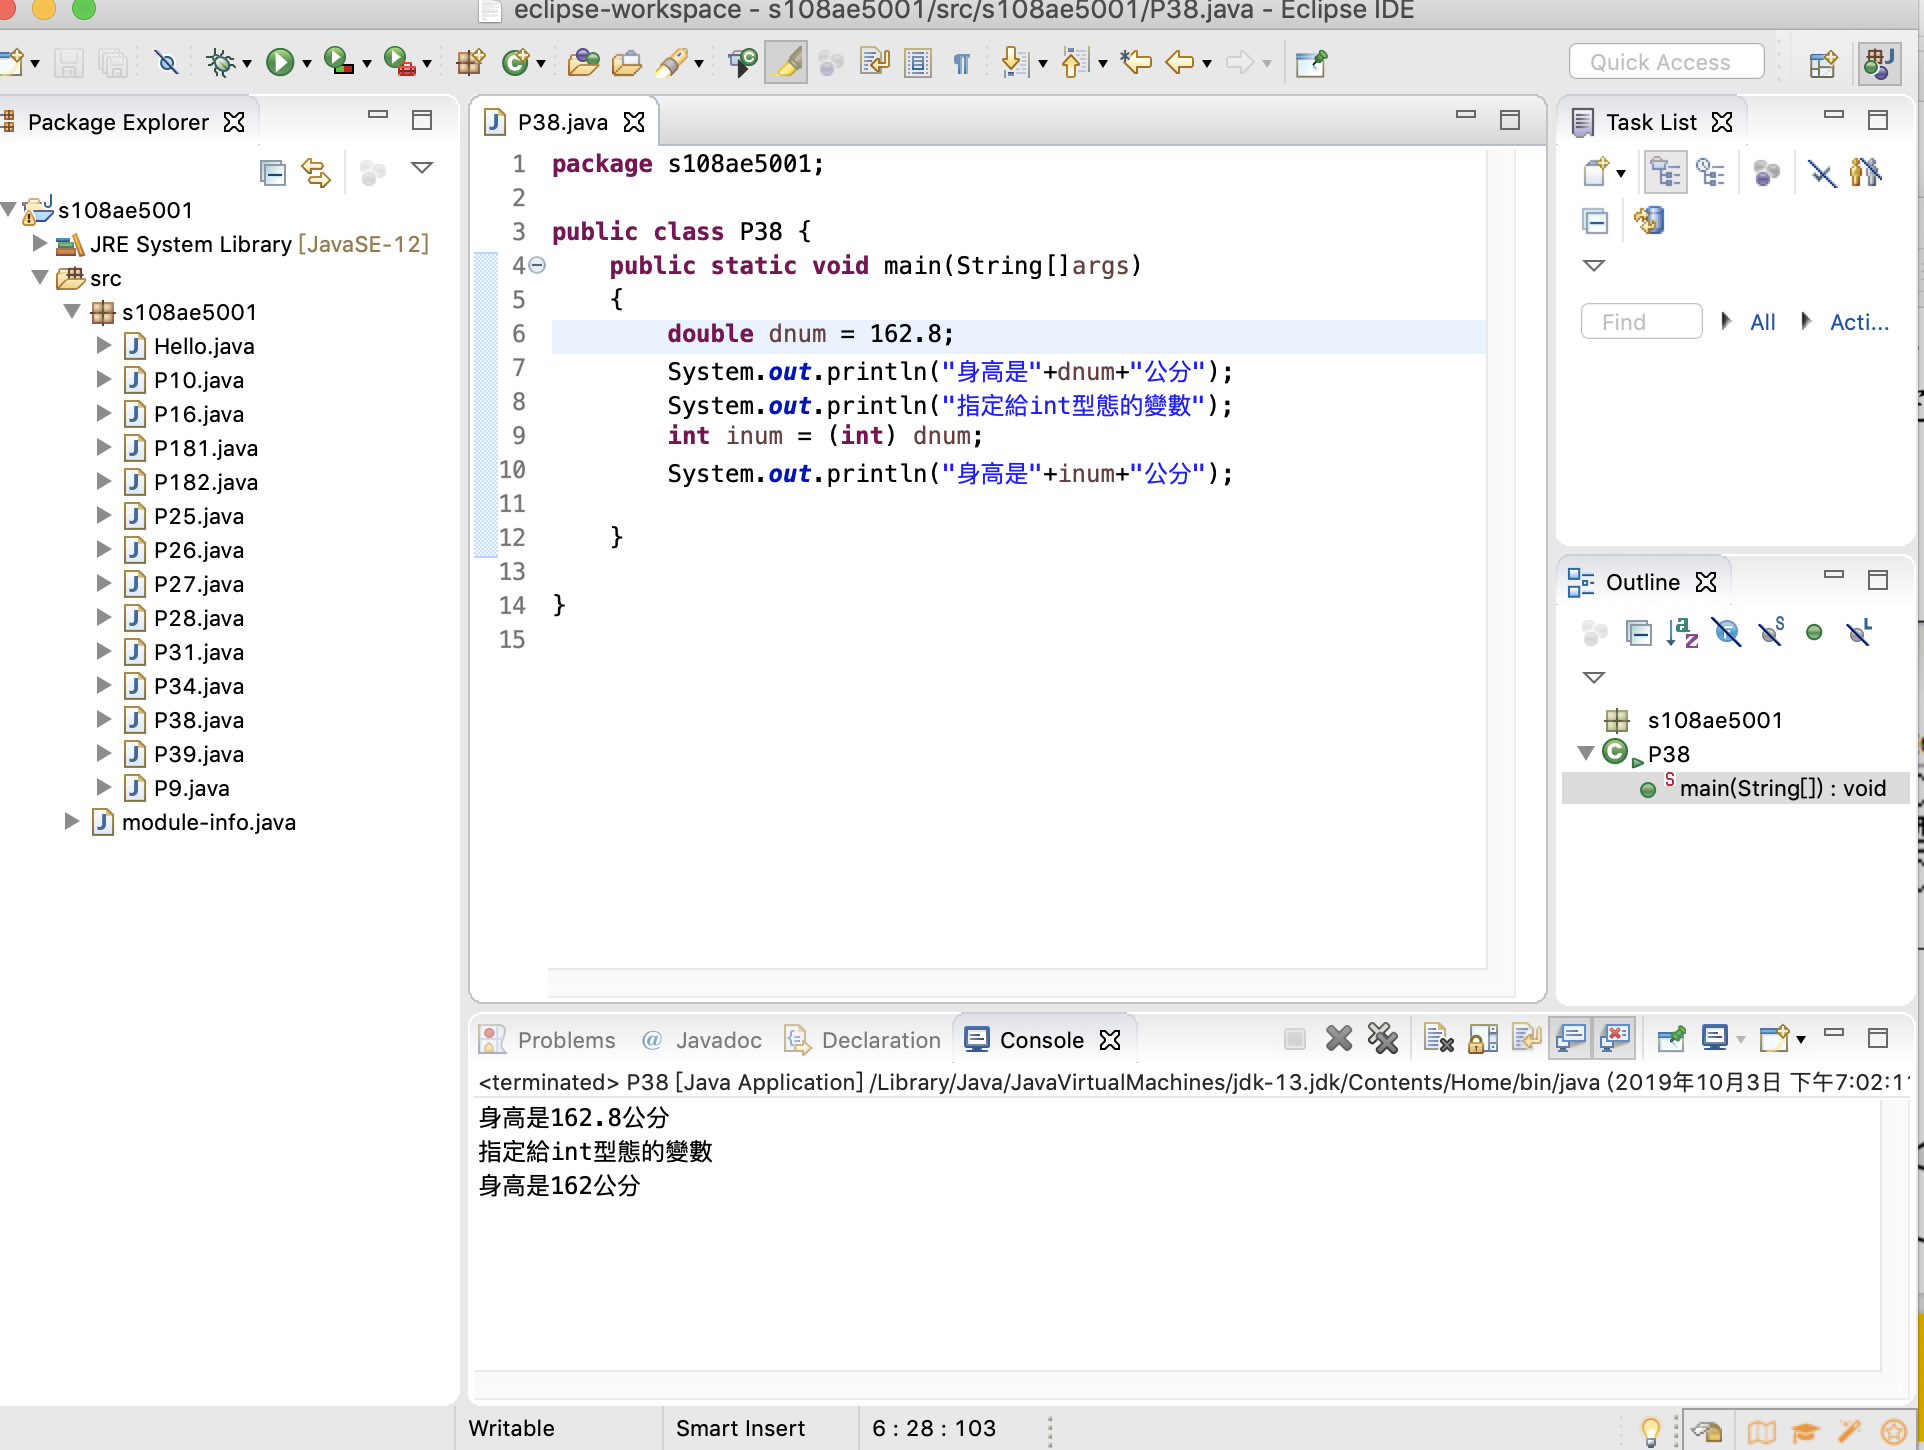 eclipse-workspace - s108ae5001/src/s108ae5001/P38.java - Eclipse IDE
Quick Access
Package Explorer
s108ae5001
JRE System Library [JavaSE-12]
src
s108ae5001
Hello.java
P10.java
P16.java
P181.java
P182.java
P25.java
P26.java
P27.java
P28.java
P31.java
P34.java
P38.java
P39.java
P9.java
module-info.java
P38.java
1 package s108ae5001;
2
3 public class P38 {
4 public static void main(String[]args)
5 {
6 double dnum = 162.8;
7 System.out.println("身高是"+dnum+"公分");
8 System.out.println("指定給int型態的變數");
9 int inum = (int) dnum;
10 System.out.println("身高是"+inum+"公分");
11
12 }
13
14 }
15
Task List
Find All Acti...
Outline
s108ae5001
P38
main(String[]) : void
Problems Javadoc Declaration Console
<terminated> P38 [Java Application] /Library/Java/JavaVirtualMachines/jdk-13.jdk/Contents/Home/bin/java (2019年10月3日 下午7:02:1
身高是162.8公分
指定給int型態的變數
身高是162公分
Writable Smart Insert 6 : 28 : 103